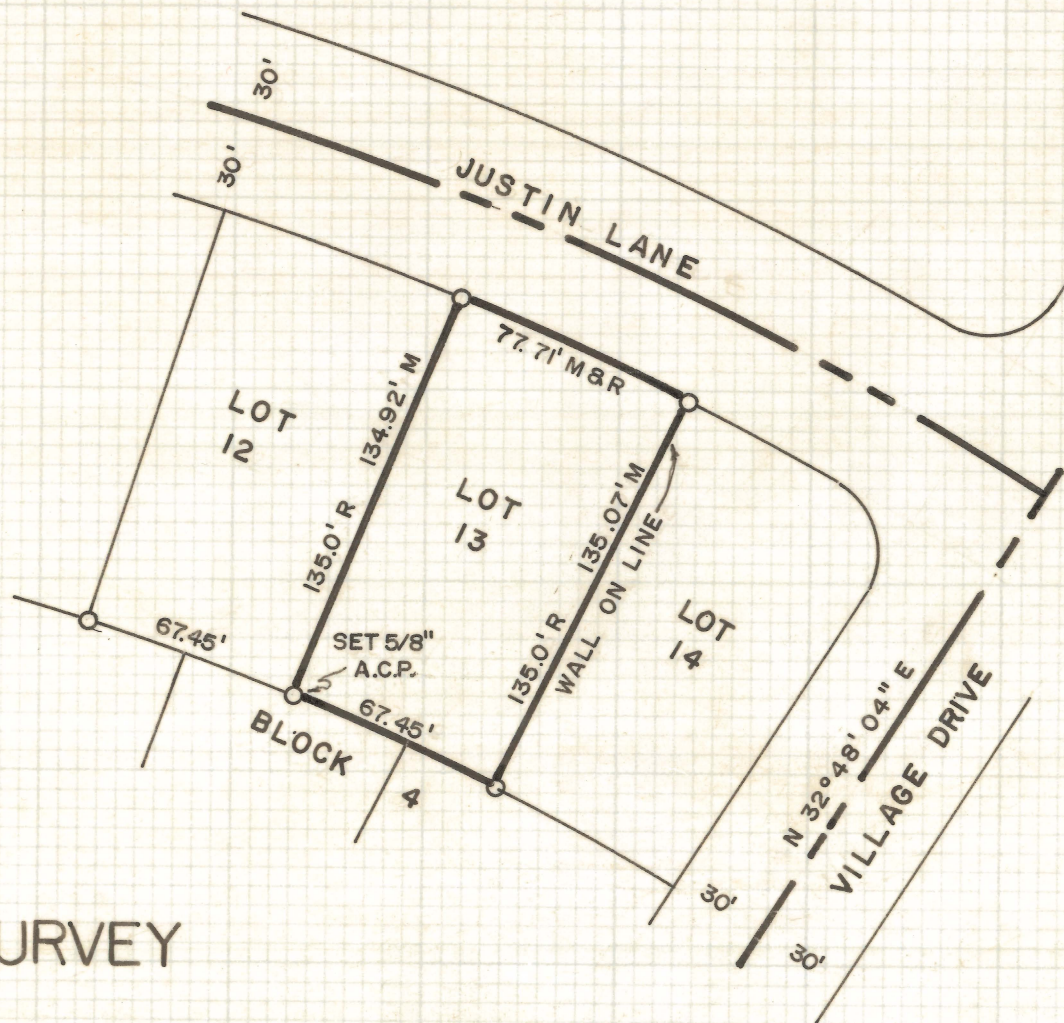 30'
30'
JUSTIN LANE
77.71' M & R
LOT
12
134.92' M
135.0' R
LOT
13
135.07' M
135.0' R
WALL ON LINE
LOT
14
67.45'
SET 5/8"
A.C.P.
67.45'
BLOCK 4
N 32° 48' 04" E
VILLAGE DRIVE
30'
30'
URVEY